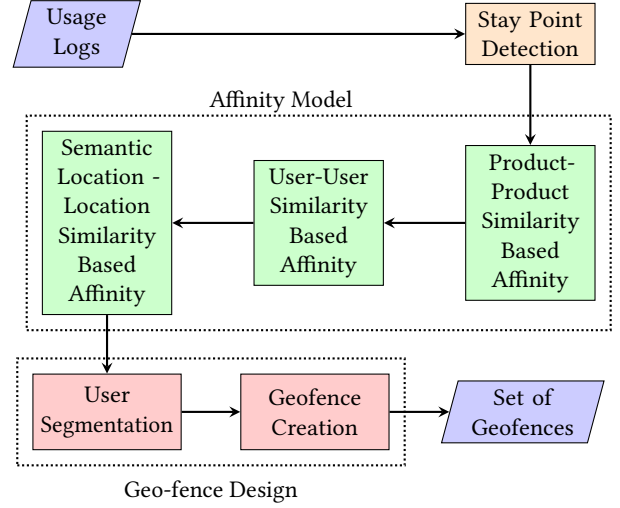 Usage
Logs
Stay Point
Detection
Affinity Model
Semantic
Location -
Location
Similarity
Based
Affinity
User-User
Similarity
Based
Affinity
Product-
Product
Similarity
Based
Affinity
User
Segmentation
Geofence
Creation
Set of
Geofences
Geo-fence Design